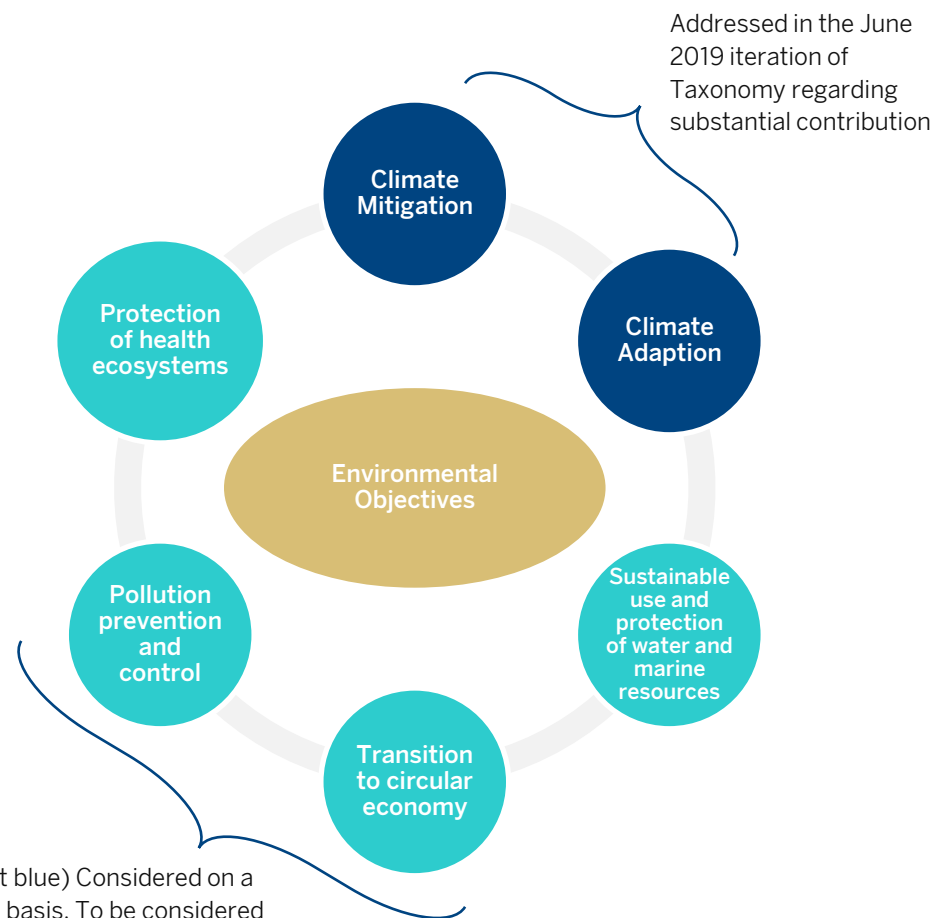 Addressed in the June
2019 iteration of
Taxonomy regarding
substantial contribution
Climate
Mitigation
Climate
Adaption
Protection
of health
ecosystems
Environmental
Objectives
Sustainable
use and
protection
of water and
marine
resources
Pollution
prevention
and
control
Transition
to circular
economy
blue) Considered on a
basis. To be considered